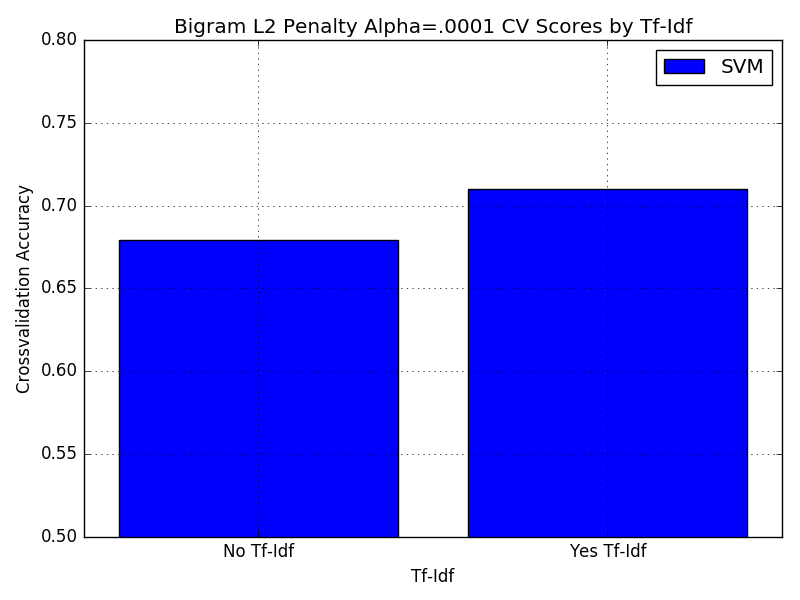 Bigram L2 Penalty Alpha=.0001 CV Scores by Tf-Idf
SVM
Crossvalidation Accuracy
0.80
0.75
0.70
0.65
0.60
0.55
0.50
No Tf-Idf
Yes Tf-Idf
Tf-Idf